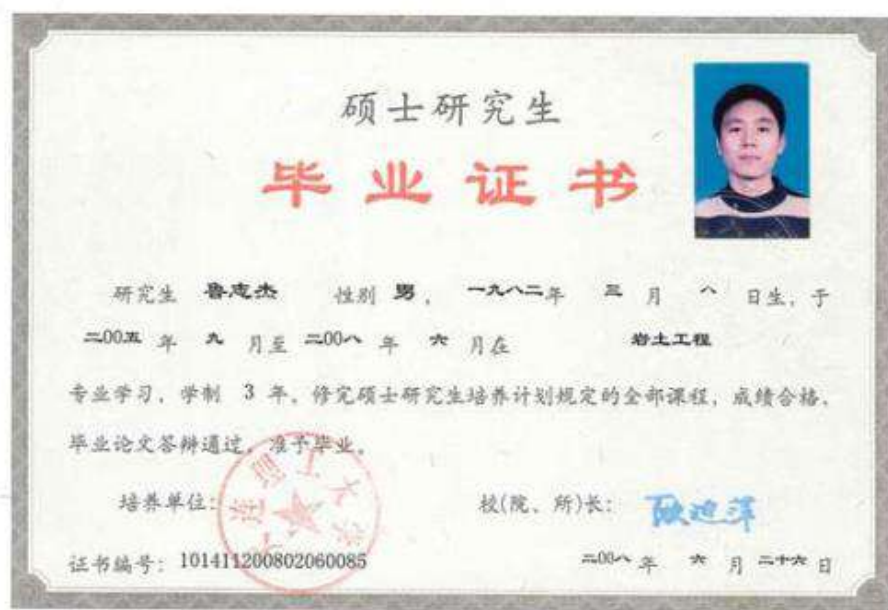 硕士研究生
毕业证书
研究生 鲁志杰 性别 男， 一九八二年 三 月 八 日生，于
二00五 年 九 月至 二00八 年 六 月在 岩土工程
专业学习，学制 3 年，修完硕士研究生培养计划规定的全部课程，成绩合格，
毕业论文答辩通过，准予毕业。
培养单位： 校(院、所)长：
连理工大学
证书编号：101411200802060085 二00八 年 六 月 二十六 日